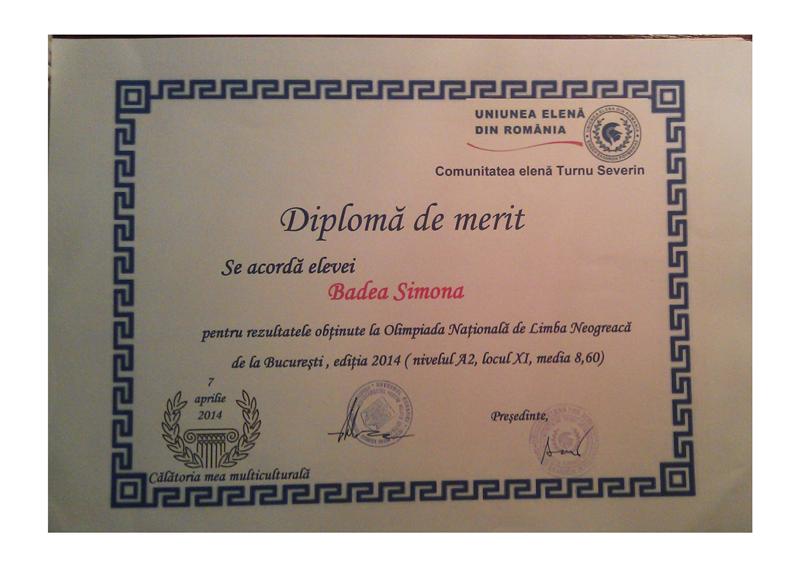 UNIUNEA ELENĂ
DIN ROMÂNIA
Comunitatea elenă Turnu Severin
Diplomă de merit
Se acordă elevei
Badea Simona
pentru rezultatele obținute la Olimpiada Națională de Limba Neogreacă
de la București , ediția 2014 ( nivelul A2, locul XI, media 8,60)
7
aprilie
2014
Președinte,
Călătoria mea multiculturală